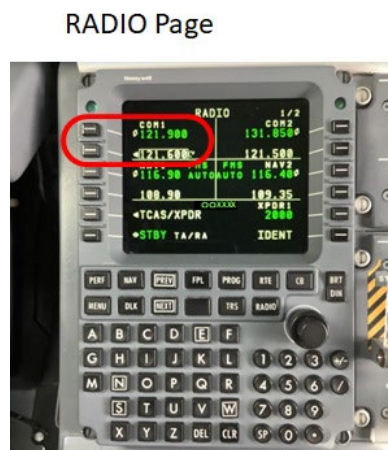 RADIO Page
Honeywell
RADIO 1/2
COM1 COM2
121.900 131.850
121.600 121.500
FMS FMS NAV2
116.90 AUTO AUTO 116.40
108.90 109.35
XPDR1
TCAS/XPDR 2000
STBY TA/RA IDENT
PERF NAV PREV FPL PROG RTE CB BRT
DIM
MENU DLK NEXT TRS RADIO
A B C D E F
G H I J K L 1 2 3 +/-
M N O P Q R 4 5 6 /
S T U V W 7 8 9
X Y Z DEL CLR SP 0 .